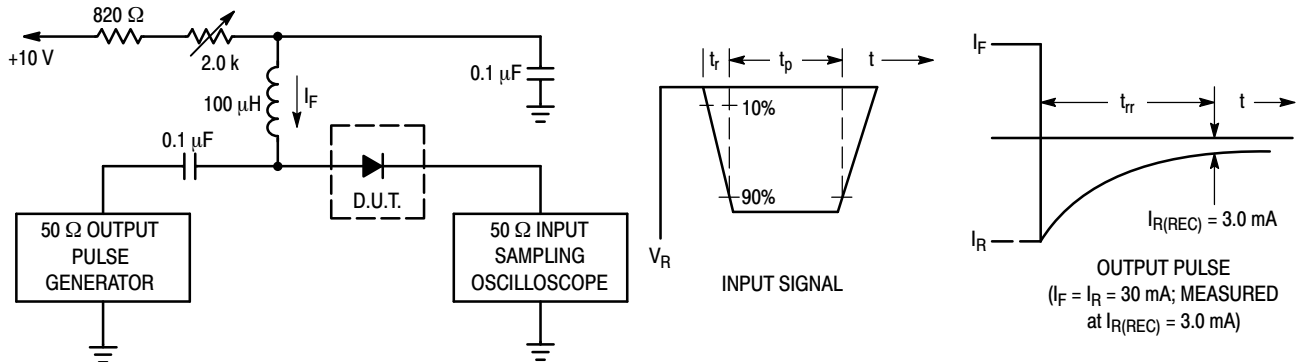 820 Ω
+10 V
2.0 k
100 μH
I_F
0.1 μF
0.1 μF
D.U.T.
50 Ω OUTPUT
PULSE
GENERATOR
50 Ω INPUT
SAMPLING
OSCILLOSCOPE
t_r
t_p
t
10%
90%
V_R
INPUT SIGNAL
I_F
t_rr
t
I_R
I_R(REC) = 3.0 mA
OUTPUT PULSE
(I_F = I_R = 30 mA; MEASURED
at I_R(REC) = 3.0 mA)